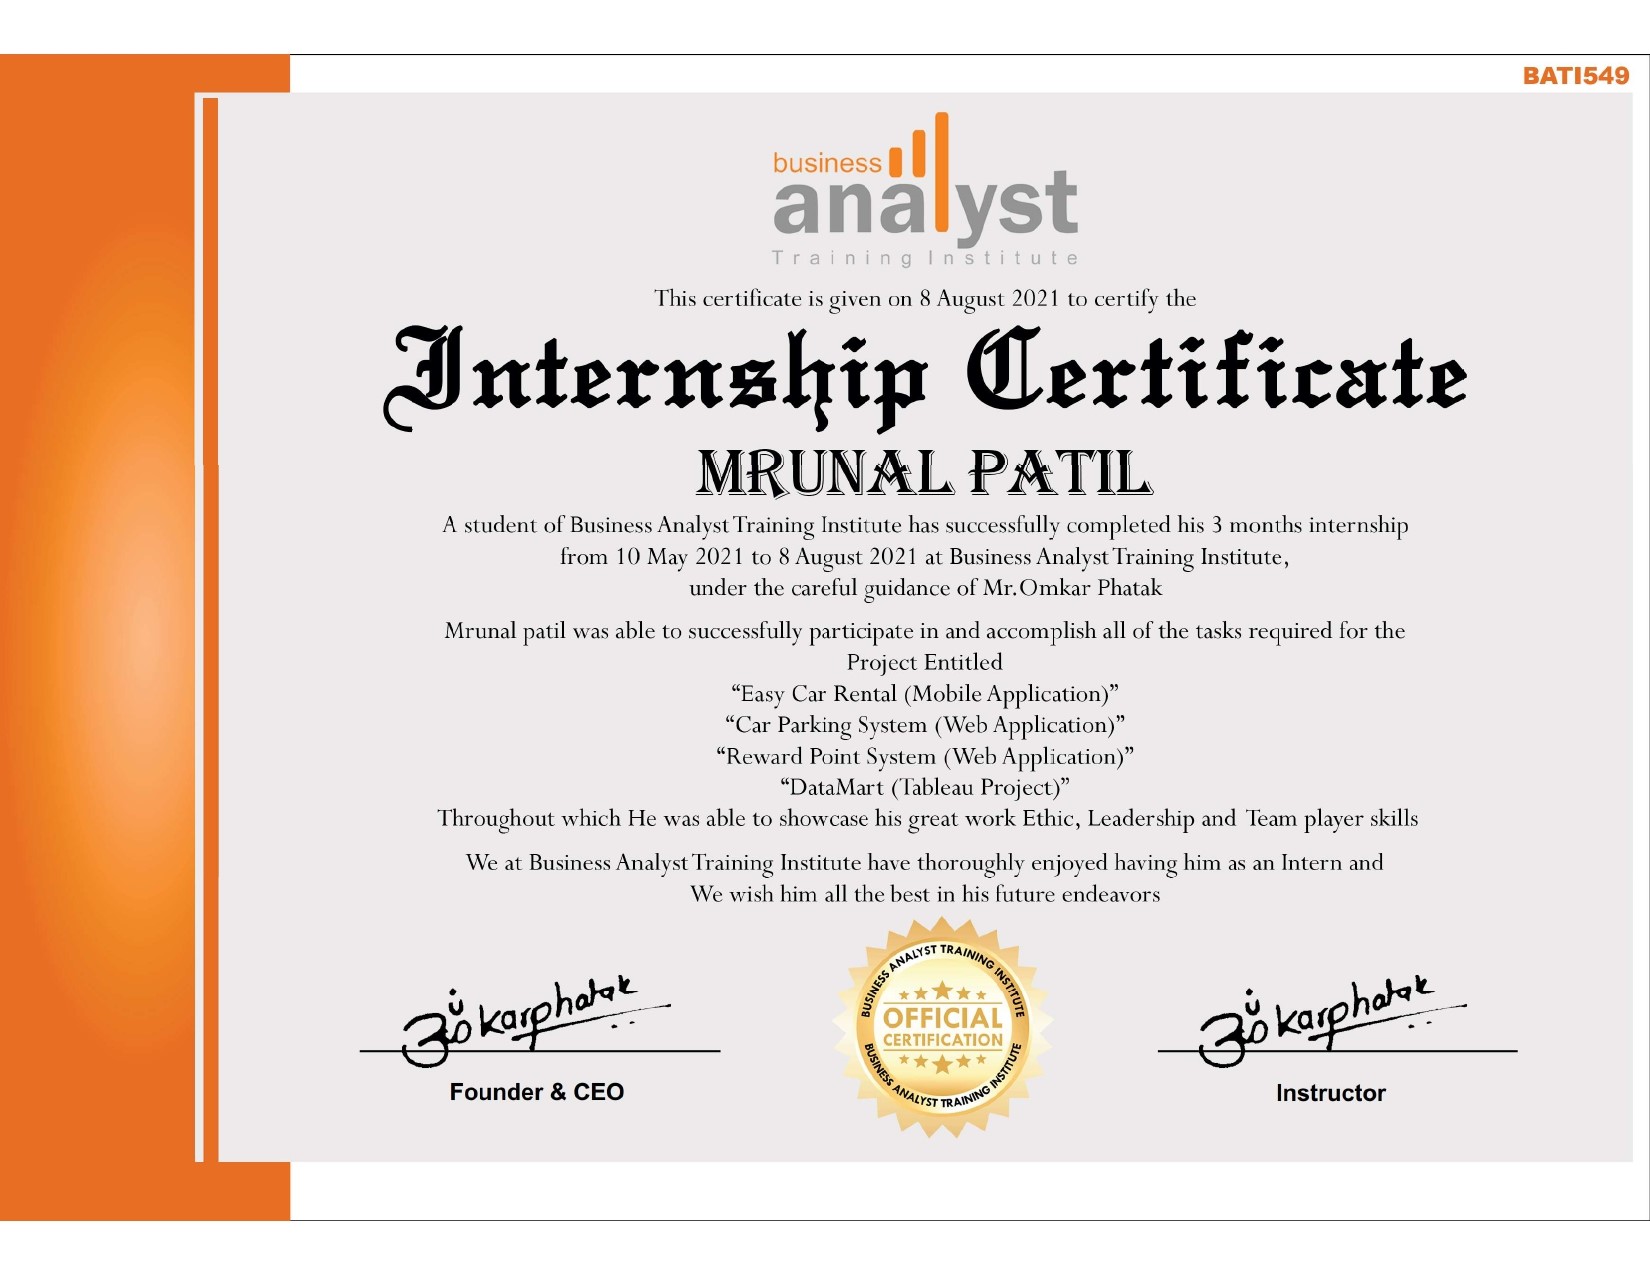 BATI549
business
analyst
Training Institute
This certificate is given on 8 August 2021 to certify the
Internship Certificate
MRUNAL PATIL
A student of Business Analyst Training Institute has successfully completed his 3 months internship
from 10 May 2021 to 8 August 2021 at Business Analyst Training Institute,
under the careful guidance of Mr.Omkar Phatak
Mrunal patil was able to successfully participate in and accomplish all of the tasks required for the
Project Entitled
“Easy Car Rental (Mobile Application)”
“Car Parking System (Web Application)”
“Reward Point System (Web Application)”
“DataMart (Tableau Project)”
Throughout which He was able to showcase his great work Ethic, Leadership and Team player skills
We at Business Analyst Training Institute have thoroughly enjoyed having him as an Intern and
We wish him all the best in his future endeavors
BUSINESS ANALYST TRAINING INSTITUTE
OFFICIAL
CERTIFICATION
BUSINESS ANALYST TRAINING INSTITUTE
karphatak
karphatak
Founder & CEO
Instructor